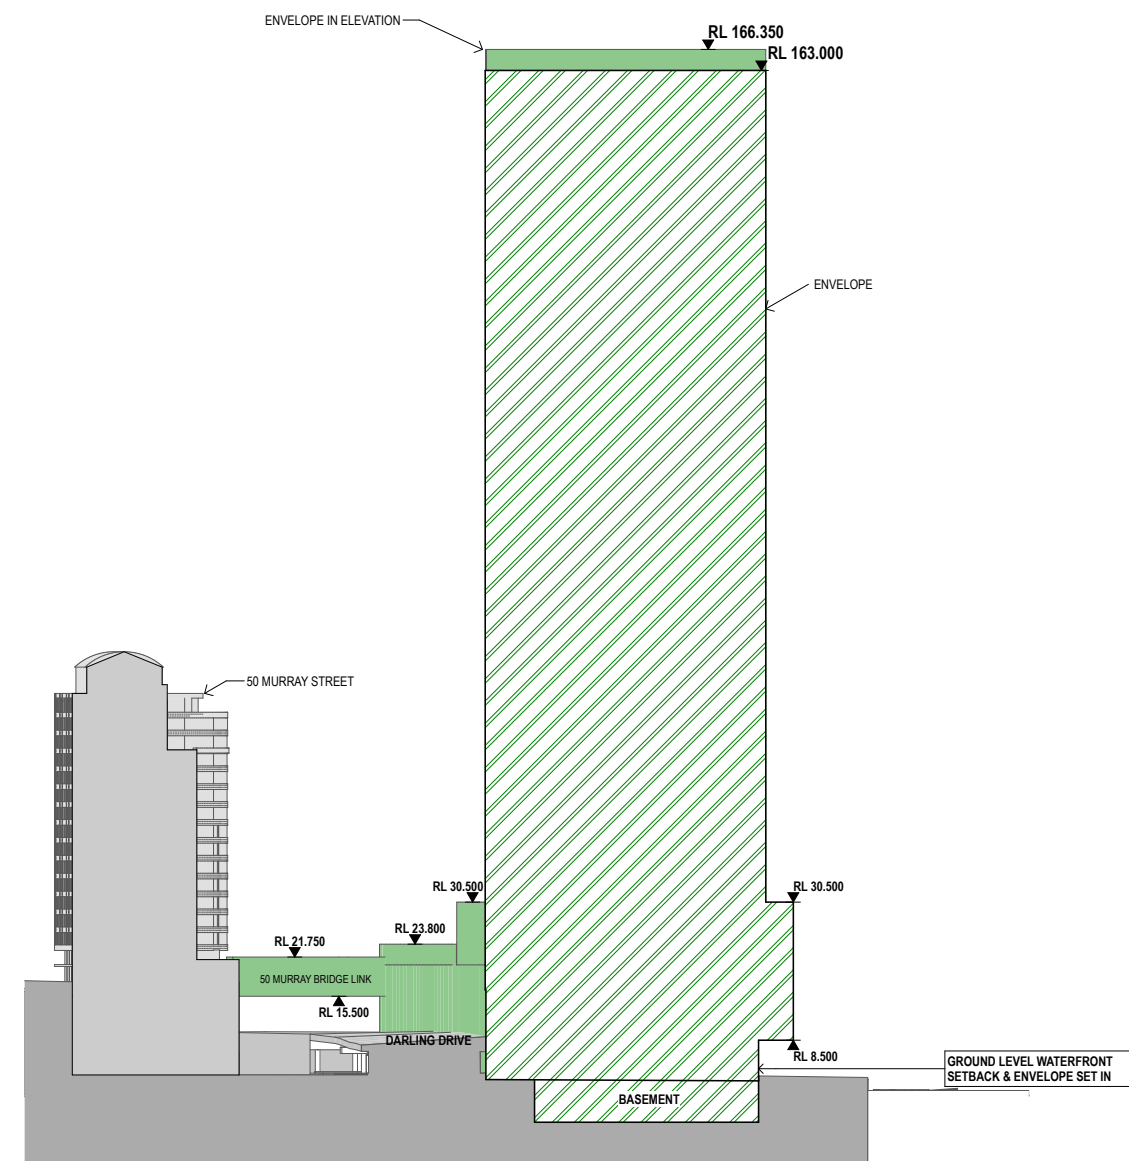 ENVELOPE IN ELEVATION
RL 166.350
RL 163.000
ENVELOPE
50 MURRAY STREET
RL 30.500
RL 30.500
RL 23.800
RL 21.750
50 MURRAY BRIDGE LINK
RL 15.500
DARLING DRIVE
RL 8.500
GROUND LEVEL WATERFRONT
SETBACK & ENVELOPE SET IN
BASEMENT